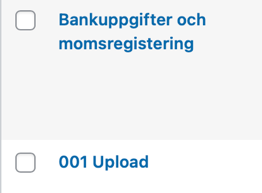 Bankuppgifter och
momsregistering
001 Upload